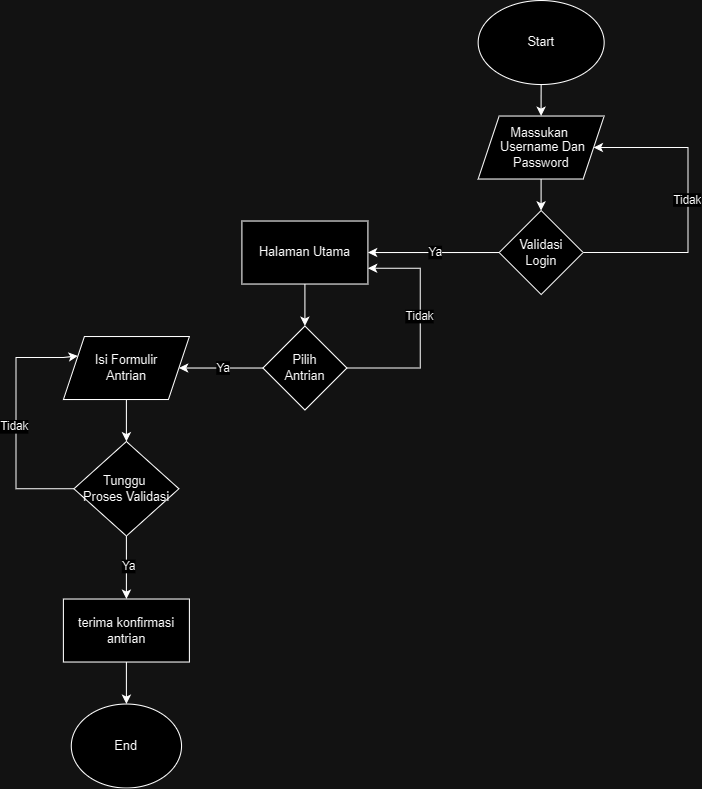 Start
Massukan
Username Dan
Password
Tidak
Validasi
Login
Ya
Halaman Utama
Tidak
Pilih
Antrian
Ya
Isi Formulir
Antrian
Tidak
Tunggu
Proses Validasi
Ya
terima konfirmasi
antrian
End